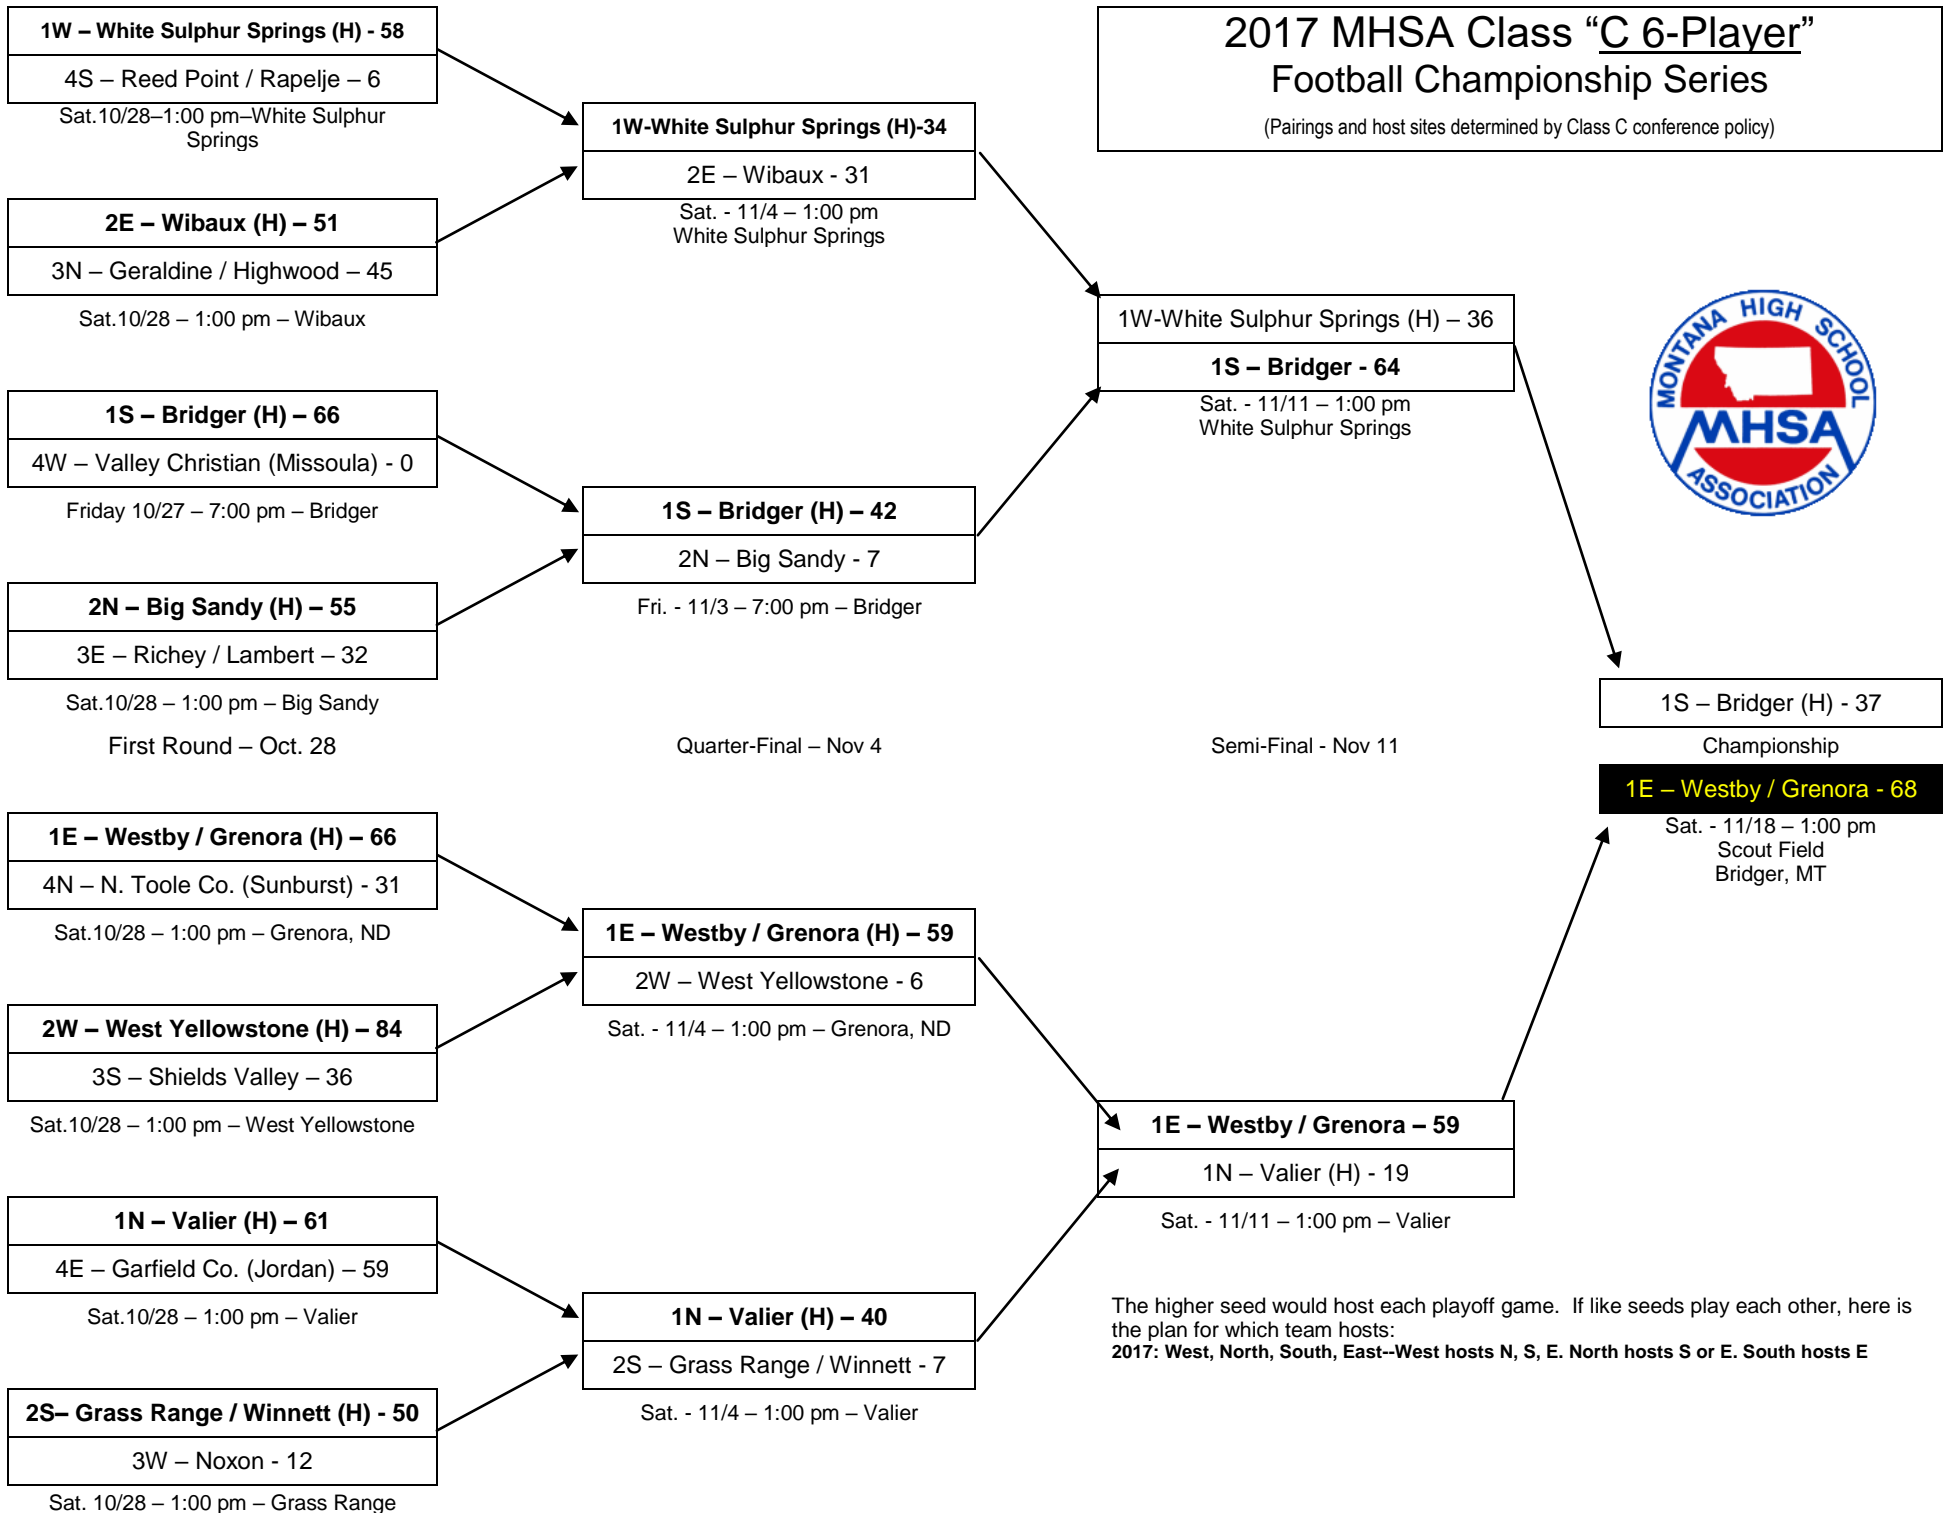 2017 MHSA Class “C 6-Player”
Football Championship Series
(Pairings and host sites determined by Class C conference policy)
1W – White Sulphur Springs (H) - 58
4S – Reed Point / Rapelje – 6
Sat.10/28–1:00 pm–White Sulphur
Springs
2E – Wibaux (H) – 51
3N – Geraldine / Highwood – 45
Sat.10/28 – 1:00 pm – Wibaux
1S – Bridger (H) – 66
4W – Valley Christian (Missoula) - 0
Friday 10/27 – 7:00 pm – Bridger
2N – Big Sandy (H) – 55
3E – Richey / Lambert – 32
Sat.10/28 – 1:00 pm – Big Sandy
First Round – Oct. 28
1E – Westby / Grenora (H) – 66
4N – N. Toole Co. (Sunburst) - 31
Sat.10/28 – 1:00 pm – Grenora, ND
2W – West Yellowstone (H) – 84
3S – Shields Valley – 36
Sat.10/28 – 1:00 pm – West Yellowstone
1N – Valier (H) – 61
4E – Garfield Co. (Jordan) – 59
Sat.10/28 – 1:00 pm – Valier
2S– Grass Range / Winnett (H) - 50
3W – Noxon - 12
Sat. 10/28 – 1:00 pm – Grass Range
1W-White Sulphur Springs (H)-34
2E – Wibaux - 31
Sat. - 11/4 – 1:00 pm
White Sulphur Springs
1S – Bridger (H) – 42
2N – Big Sandy - 7
Fri. - 11/3 – 7:00 pm – Bridger
Quarter-Final – Nov 4
1E – Westby / Grenora (H) – 59
2W – West Yellowstone - 6
Sat. - 11/4 – 1:00 pm – Grenora, ND
1N – Valier (H) – 40
2S – Grass Range / Winnett - 7
Sat. - 11/4 – 1:00 pm – Valier
1W-White Sulphur Springs (H) – 36
1S – Bridger - 64
Sat. - 11/11 – 1:00 pm
White Sulphur Springs
Semi-Final - Nov 11
1E – Westby / Grenora – 59
1N – Valier (H) - 19
Sat. - 11/11 – 1:00 pm – Valier
MONTANA HIGH SCHOOL
MHSA
ASSOCIATION
1S – Bridger (H) - 37
Championship
1E – Westby / Grenora - 68
Sat. - 11/18 – 1:00 pm
Scout Field
Bridger, MT
The higher seed would host each playoff game.  If like seeds play each other, here is
the plan for which team hosts:
2017: West, North, South, East--West hosts N, S, E. North hosts S or E. South hosts E